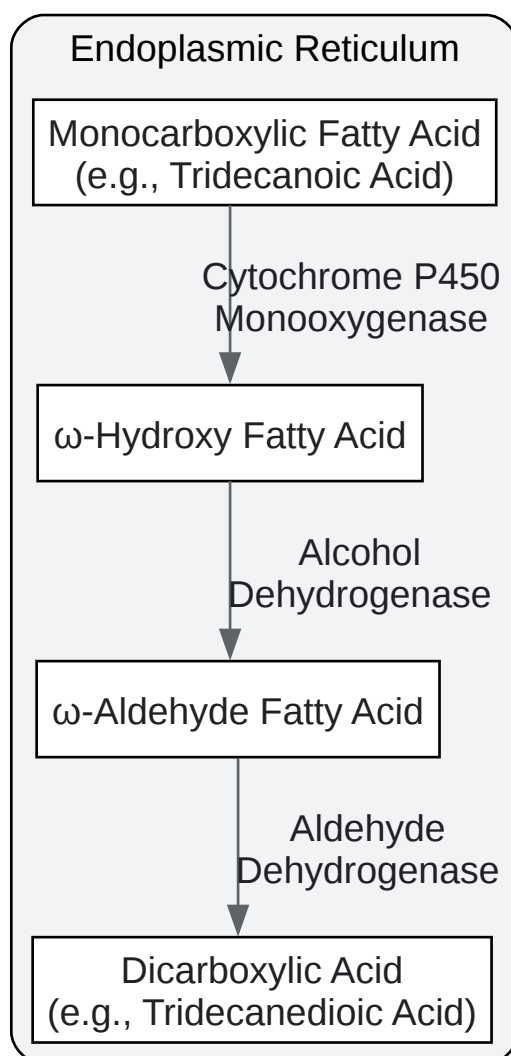 Endoplasmic Reticulum
Monocarboxylic Fatty Acid
(e.g., Tridecanoic Acid)
Cytochrome P450
Monooxygenase
ω-Hydroxy Fatty Acid
Alcohol
Dehydrogenase
ω-Aldehyde Fatty Acid
Aldehyde
Dehydrogenase
Dicarboxylic Acid
(e.g., Tridecanedioic Acid)